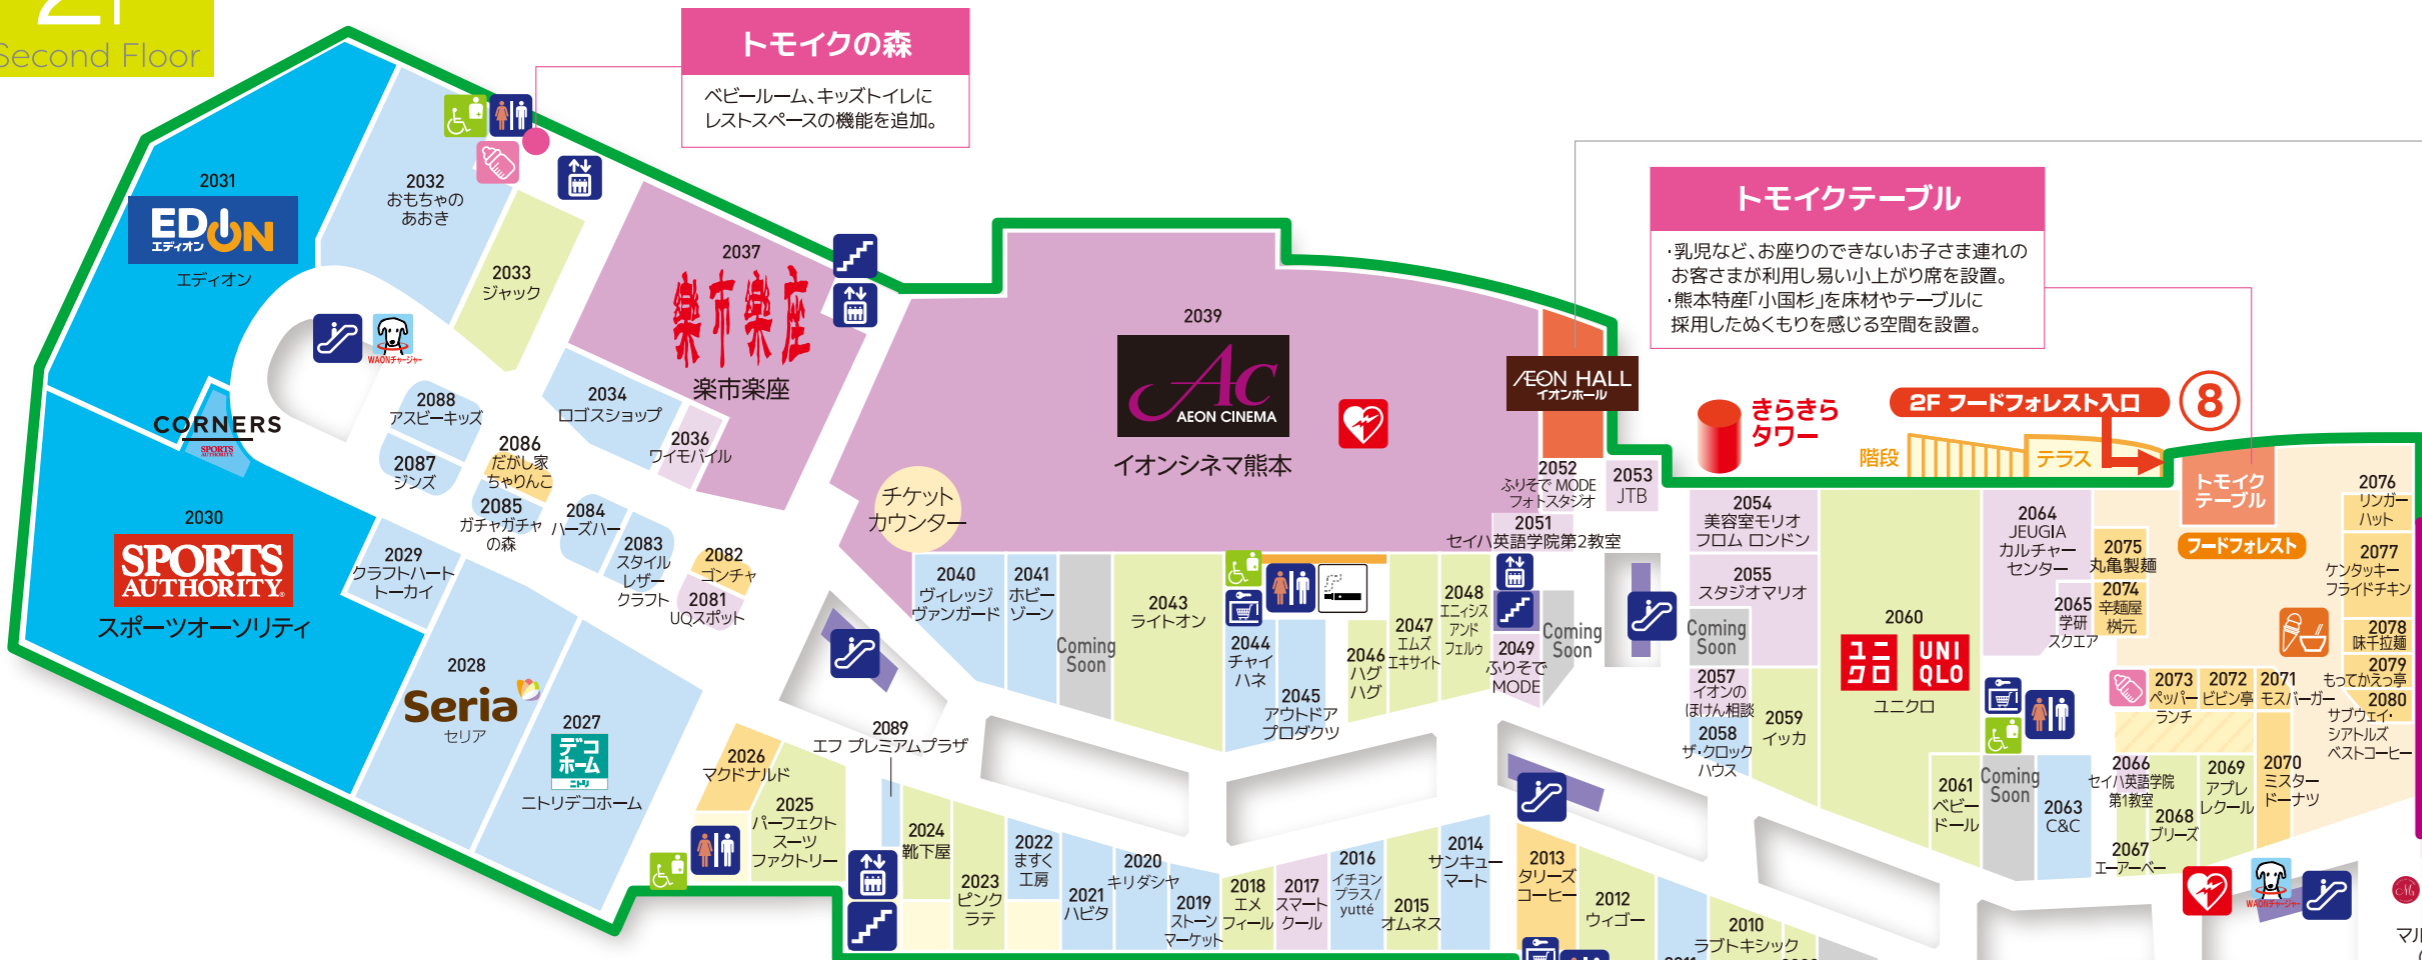 2F
Second Floor
トモイクの森
ベビールーム、キッズトイレに
レストスペースの機能を追加。
トモイクテーブル
・乳児など、お座りのできないお子さま連れの
お客さまが利用し易い小上がり席を設置。
・熊本特産「小国杉」を床材やテーブルに
採用したぬくもりを感じる空間を設置。
2031
EDION
エディオン
エディオン
2032
おもちゃの
あおき
2033
ジャック
WAONチャージャー
2037
樂市樂座
楽市楽座
2039
Ac
AEON CINEMA
イオンシネマ熊本
チケット
カウンター
ÆON HALL
イオンホール
きらきら
タワー
2F フードフォレスト入口
8
階段
テラス
トモイク
テーブル
フードフォレスト
CORNERS
SPORTS
AUTHORITY
2030
SPORTS
AUTHORITY
スポーツオーソリティ
2088
アスビーキッズ
2087
ジンズ
2086
だがし家
ちゃりんこ
2085
ガチャガチャ
の森
2084
ハーズハー
2083
スタイル
レザー
クラフト
2082
ゴンチャ
2081
UQスポット
2034
ロゴスショップ
2036
ワイモバイル
2029
クラフトハート
トーカイ
2028
Seria
セリア
2027
デコ
ホーム
ニトリ
ニトリデコホーム
2026
マクドナルド
2025
パーフェクト
スーツ
ファクトリー
2089
エフ プレミアムプラザ
2024
靴下屋
2023
ピンク
ラテ
2022
ますく
工房
2021
ハビタ
2020
キリダシヤ
2019
ストーン
マーケット
2018
エメ
フィール
2017
スマート
クール
2016
イチヨン
プラス/
yutté
2015
オムネス
2014
サンキュー
マート
2013
タリーズ
コーヒー
2012
ウィゴー
2011
2010
ラブトキシック
2040
ヴィレッジ
ヴァンガード
2041
ホビー
ゾーン
Coming
Soon
2043
ライトオン
2044
チャイ
ハネ
2045
アウトドア
プロダクツ
2046
ハグ
ハグ
2047
エムズ
エキサイト
2048
エニィシス
アンド
フェルゥ
2049
ふりそで
MODE
Coming
Soon
2051
セイハ英語学院第2教室
2052
ふりそで MODE
フォトスタジオ
2053
JTB
2054
美容室モリオ
フロム ロンドン
2055
スタジオマリオ
Coming
Soon
2057
イオンの
ほけん相談
2058
ザ・クロック
ハウス
2059
イッカ
2060
ユニクロ
UNIQLO
ユニクロ
2061
ベビー
ドール
Coming
Soon
2063
C&C
2064
JEUGIA
カルチャー
センター
2065
学研
スクエア
2066
セイハ英語学院
第1教室
2067
エーアーベー
2068
ブリーズ
2069
アプレ
レクール
2070
ミスター
ドーナツ
2071
モスバーガー
2072
ビビン亭
2073
ペッパー
ランチ
2074
辛麺屋
桝元
2075
丸亀製麺
2076
リンガー
ハット
2077
ケンタッキー
フライドチキン
2078
味千拉麺
2079
もってかえっ亭
2080
サブウェイ・
シアトルズ
ベストコーヒー
WAONチャージャー
マル